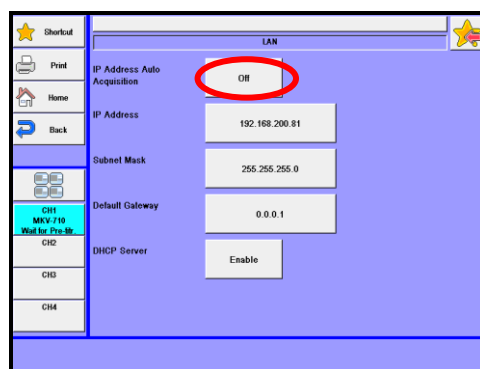 Shortcut
Print
Home
Back
CH1
MKV-710
Wait for Pre-Mr.
CH2
CH3
CH4
LAN
IP Address Auto
Acquisition
Off
IP Address
192.168.200.81
Subnet Mask
255.255.255.0
Default Gateway
0.0.0.1
DHCP Server
Enable